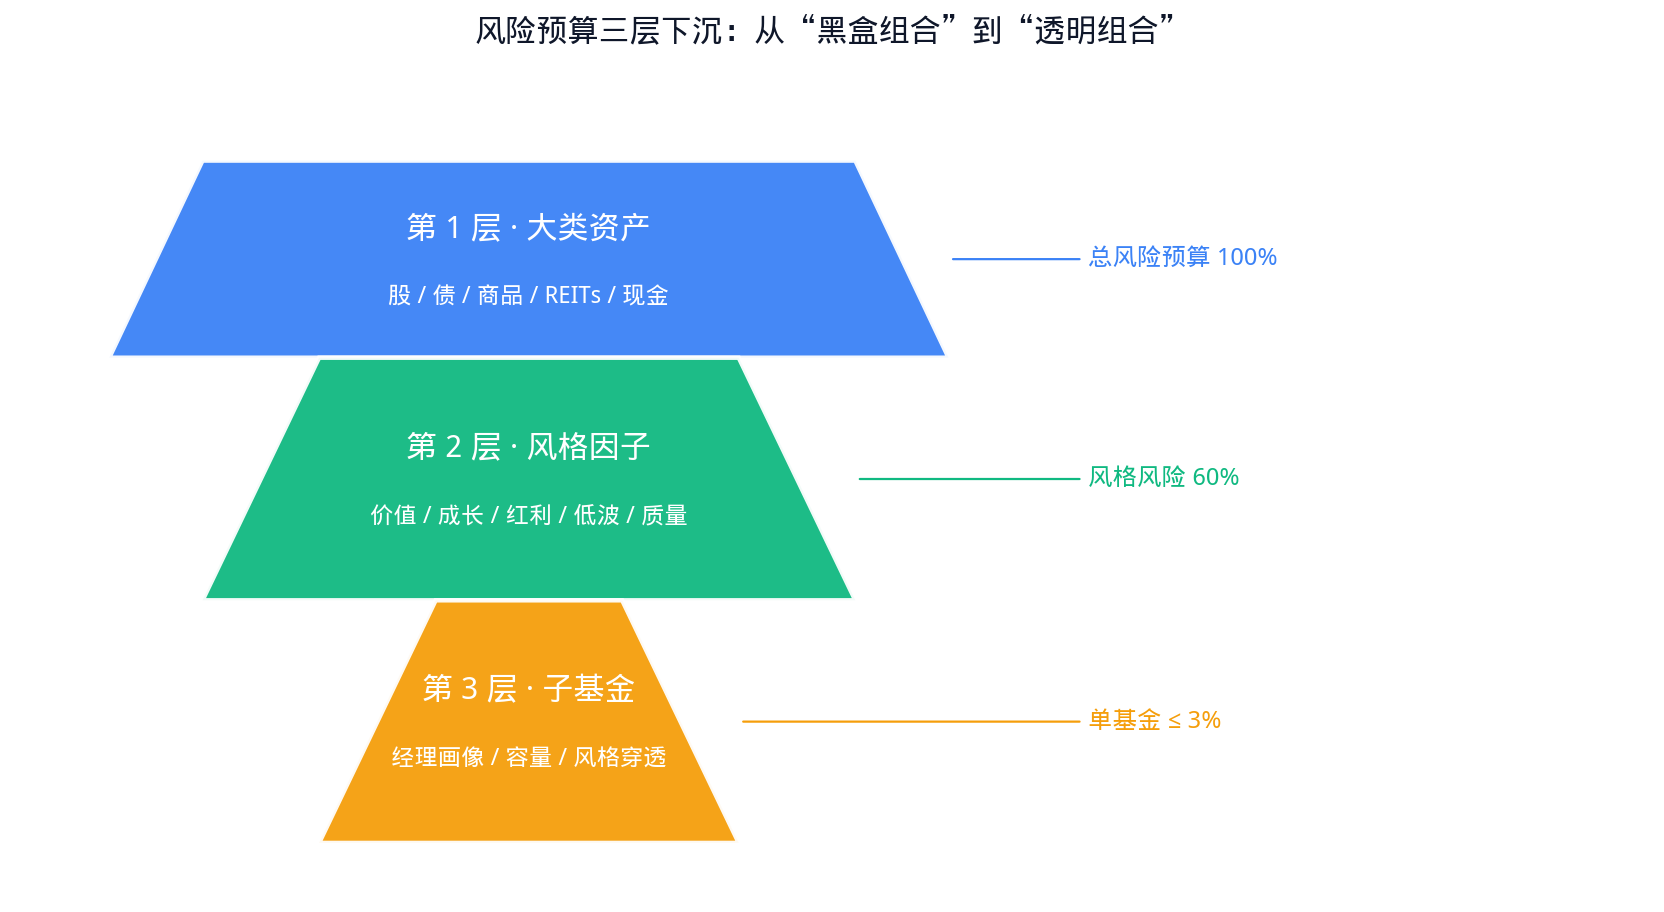 风险预算三层下沉：从“黑盒组合”到“透明组合”
第 1 层 · 大类资产
股 / 债 / 商品 / REITs / 现金
总风险预算 100%
第 2 层 · 风格因子
价值 / 成长 / 红利 / 低波 / 质量
风格风险 60%
第 3 层 · 子基金
经理画像 / 容量 / 风格穿透
单基金 ≤ 3%